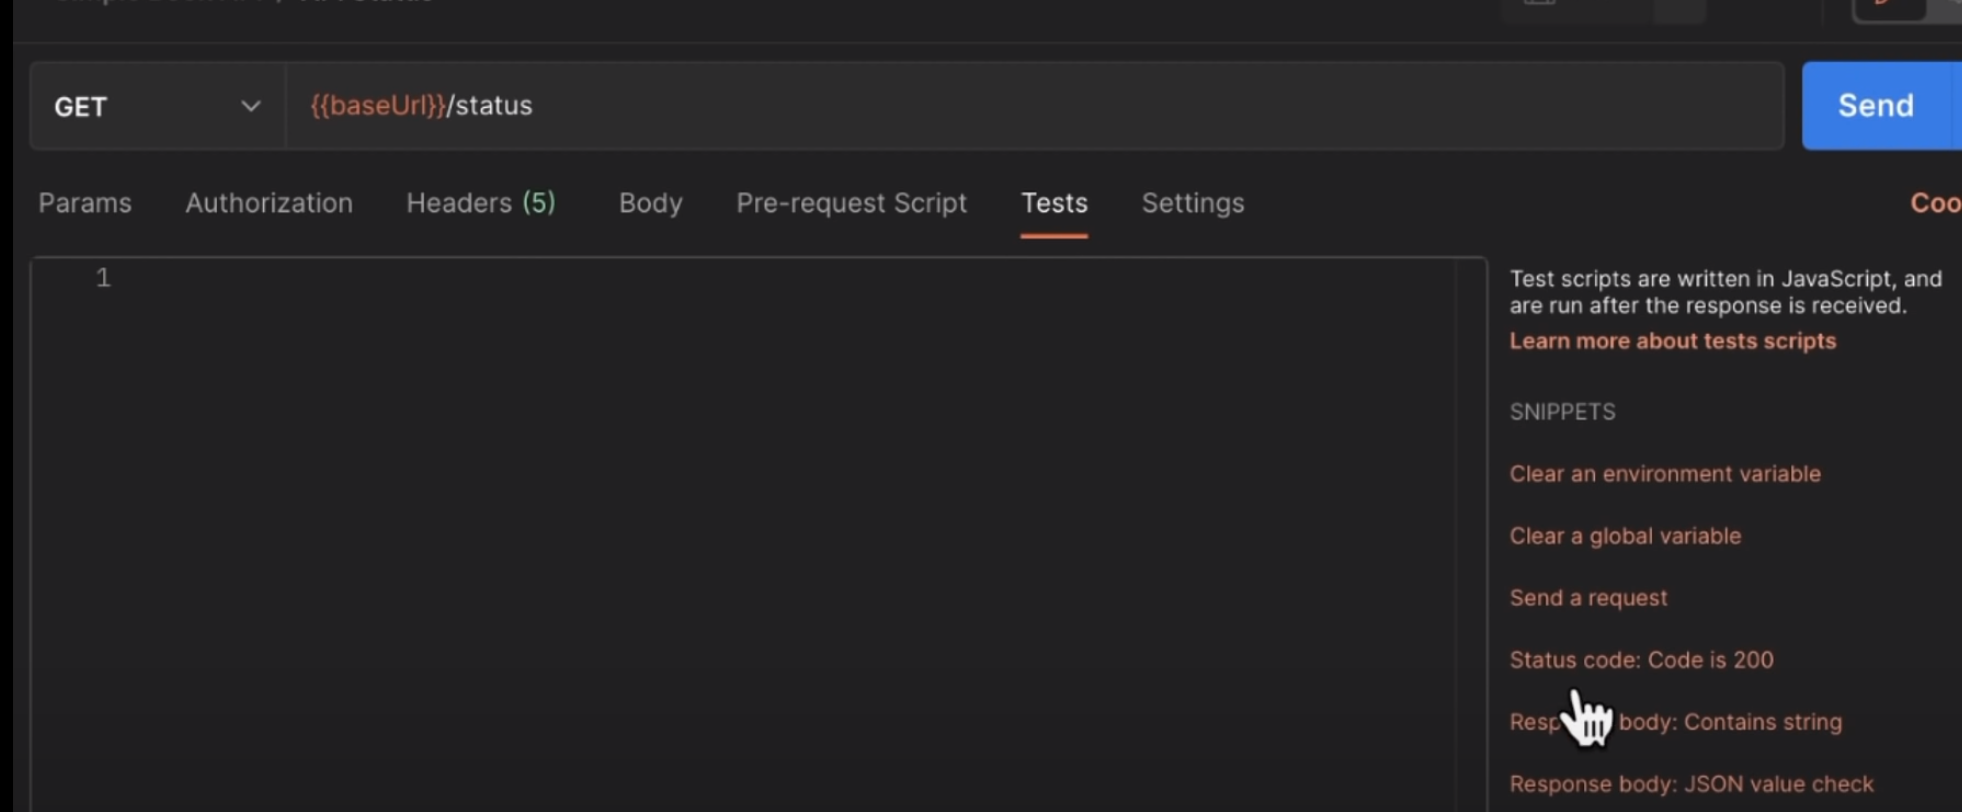 GET {{baseUrl}}/status Send
Params Authorization Headers (5) Body Pre-request Script Tests Settings
1
Test scripts are written in JavaScript, and
are run after the response is received.
Learn more about tests scripts
SNIPPETS
Clear an environment variable
Clear a global variable
Send a request
Status code: Code is 200
body: Contains string
Response body: JSON value check